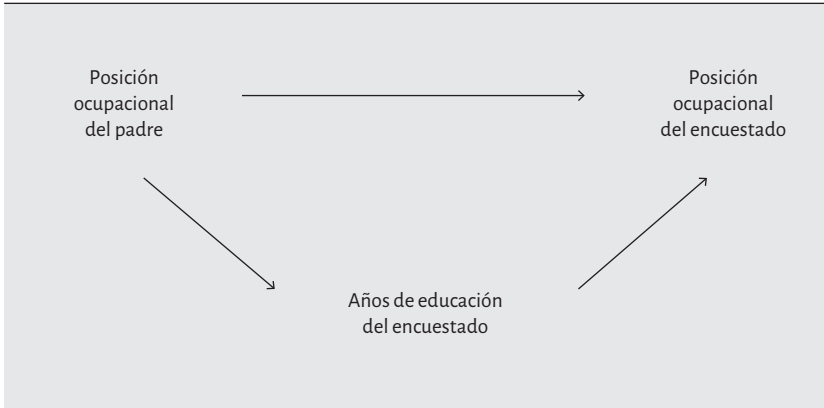 Posición
ocupacional
del padre
Posición
ocupacional
del encuestado
Años de educación
del encuestado